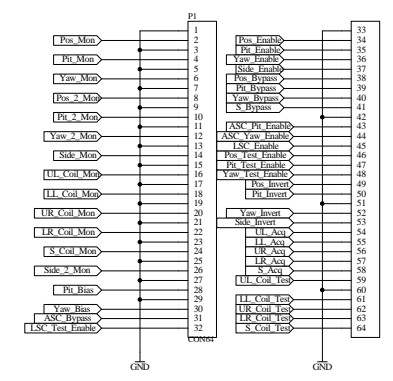 P1
1
Pos_Mon 2
3
Pit_Mon 4
5
Yaw_Mon 6
7
Pos_2_Mon 8
9
Pit_2_Mon 10
11
Yaw_2_Mon 12
13
Side_Mon 14
15
UL_Coil_Mon 16
17
LL_Coil_Mon 18
19
UR_Coil_Mon 20
21
LR_Coil_Mon 22
23
S_Coil_Mon 24
25
Side_2_Mon 26
27
Pit_Bias 28
29
Yaw_Bias 30
ASC_Bypass 31
LSC_Test_Enable 32
CON64
GND
33
Pos_Enable 34
Pit_Enable 35
Yaw_Enable 36
Side_Enable 37
Pos_Bypass 38
Pit_Bypass 39
Yaw_Bypass 40
S_Bypass 41
42
ASC_Pit_Enable 43
ASC_Yaw_Enable 44
LSC_Enable 45
Pos_Test_Enable 46
Pit_Test_Enable 47
Yaw_Test_Enable 48
Pos_Invert 49
Pit_Invert 50
51
Yaw_Invert 52
Side_Invert 53
UL_Acq 54
LL_Acq 55
UR_Acq 56
LR_Acq 57
S_Acq 58
UL_Coil_Test 59
60
LL_Coil_Test 61
UR_Coil_Test 62
LR_Coil_Test 63
S_Coil_Test 64
GND